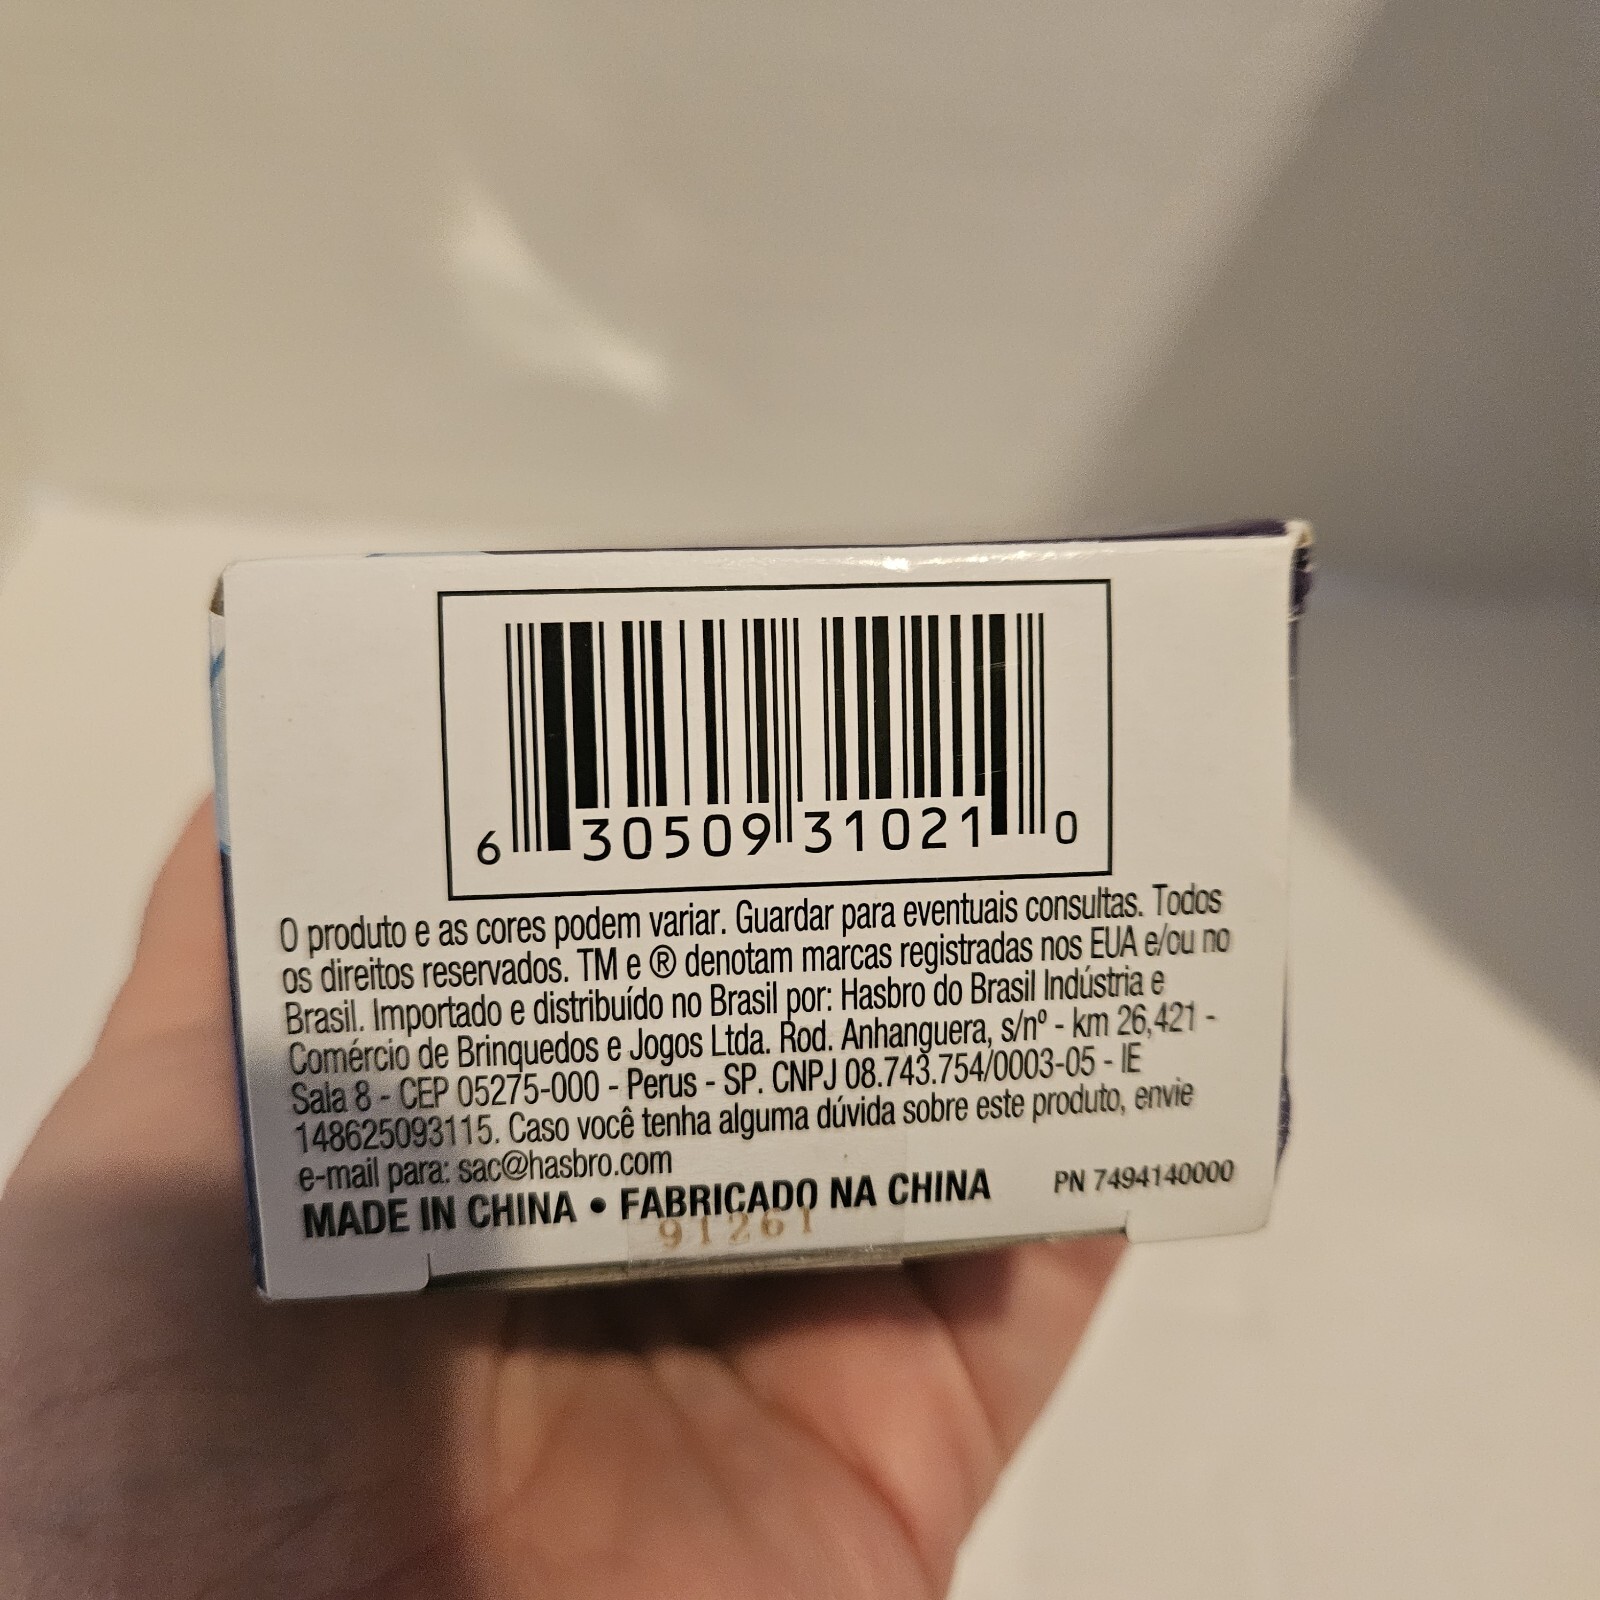 6 30509 31021 0
O produto e as cores podem variar. Guardar para eventuais consultas. Todos
os direitos reservados. TM e ® denotam marcas registradas nos EUA e/ou no
Brasil. Importado e distribuído no Brasil por: Hasbro do Brasil Indústria e
Comércio de Brinquedos e Jogos Ltda. Rod. Anhanguera, s/nº - km 26,421 -
Sala 8 - CEP 05275-000 - Perus - SP. CNPJ 08.743.754/0003-05 - IE
148625093115. Caso você tenha alguma dúvida sobre este produto, envie
e-mail para: sac@hasbro.com
MADE IN CHINA • FABRICADO NA CHINA PN 7494140000
91261